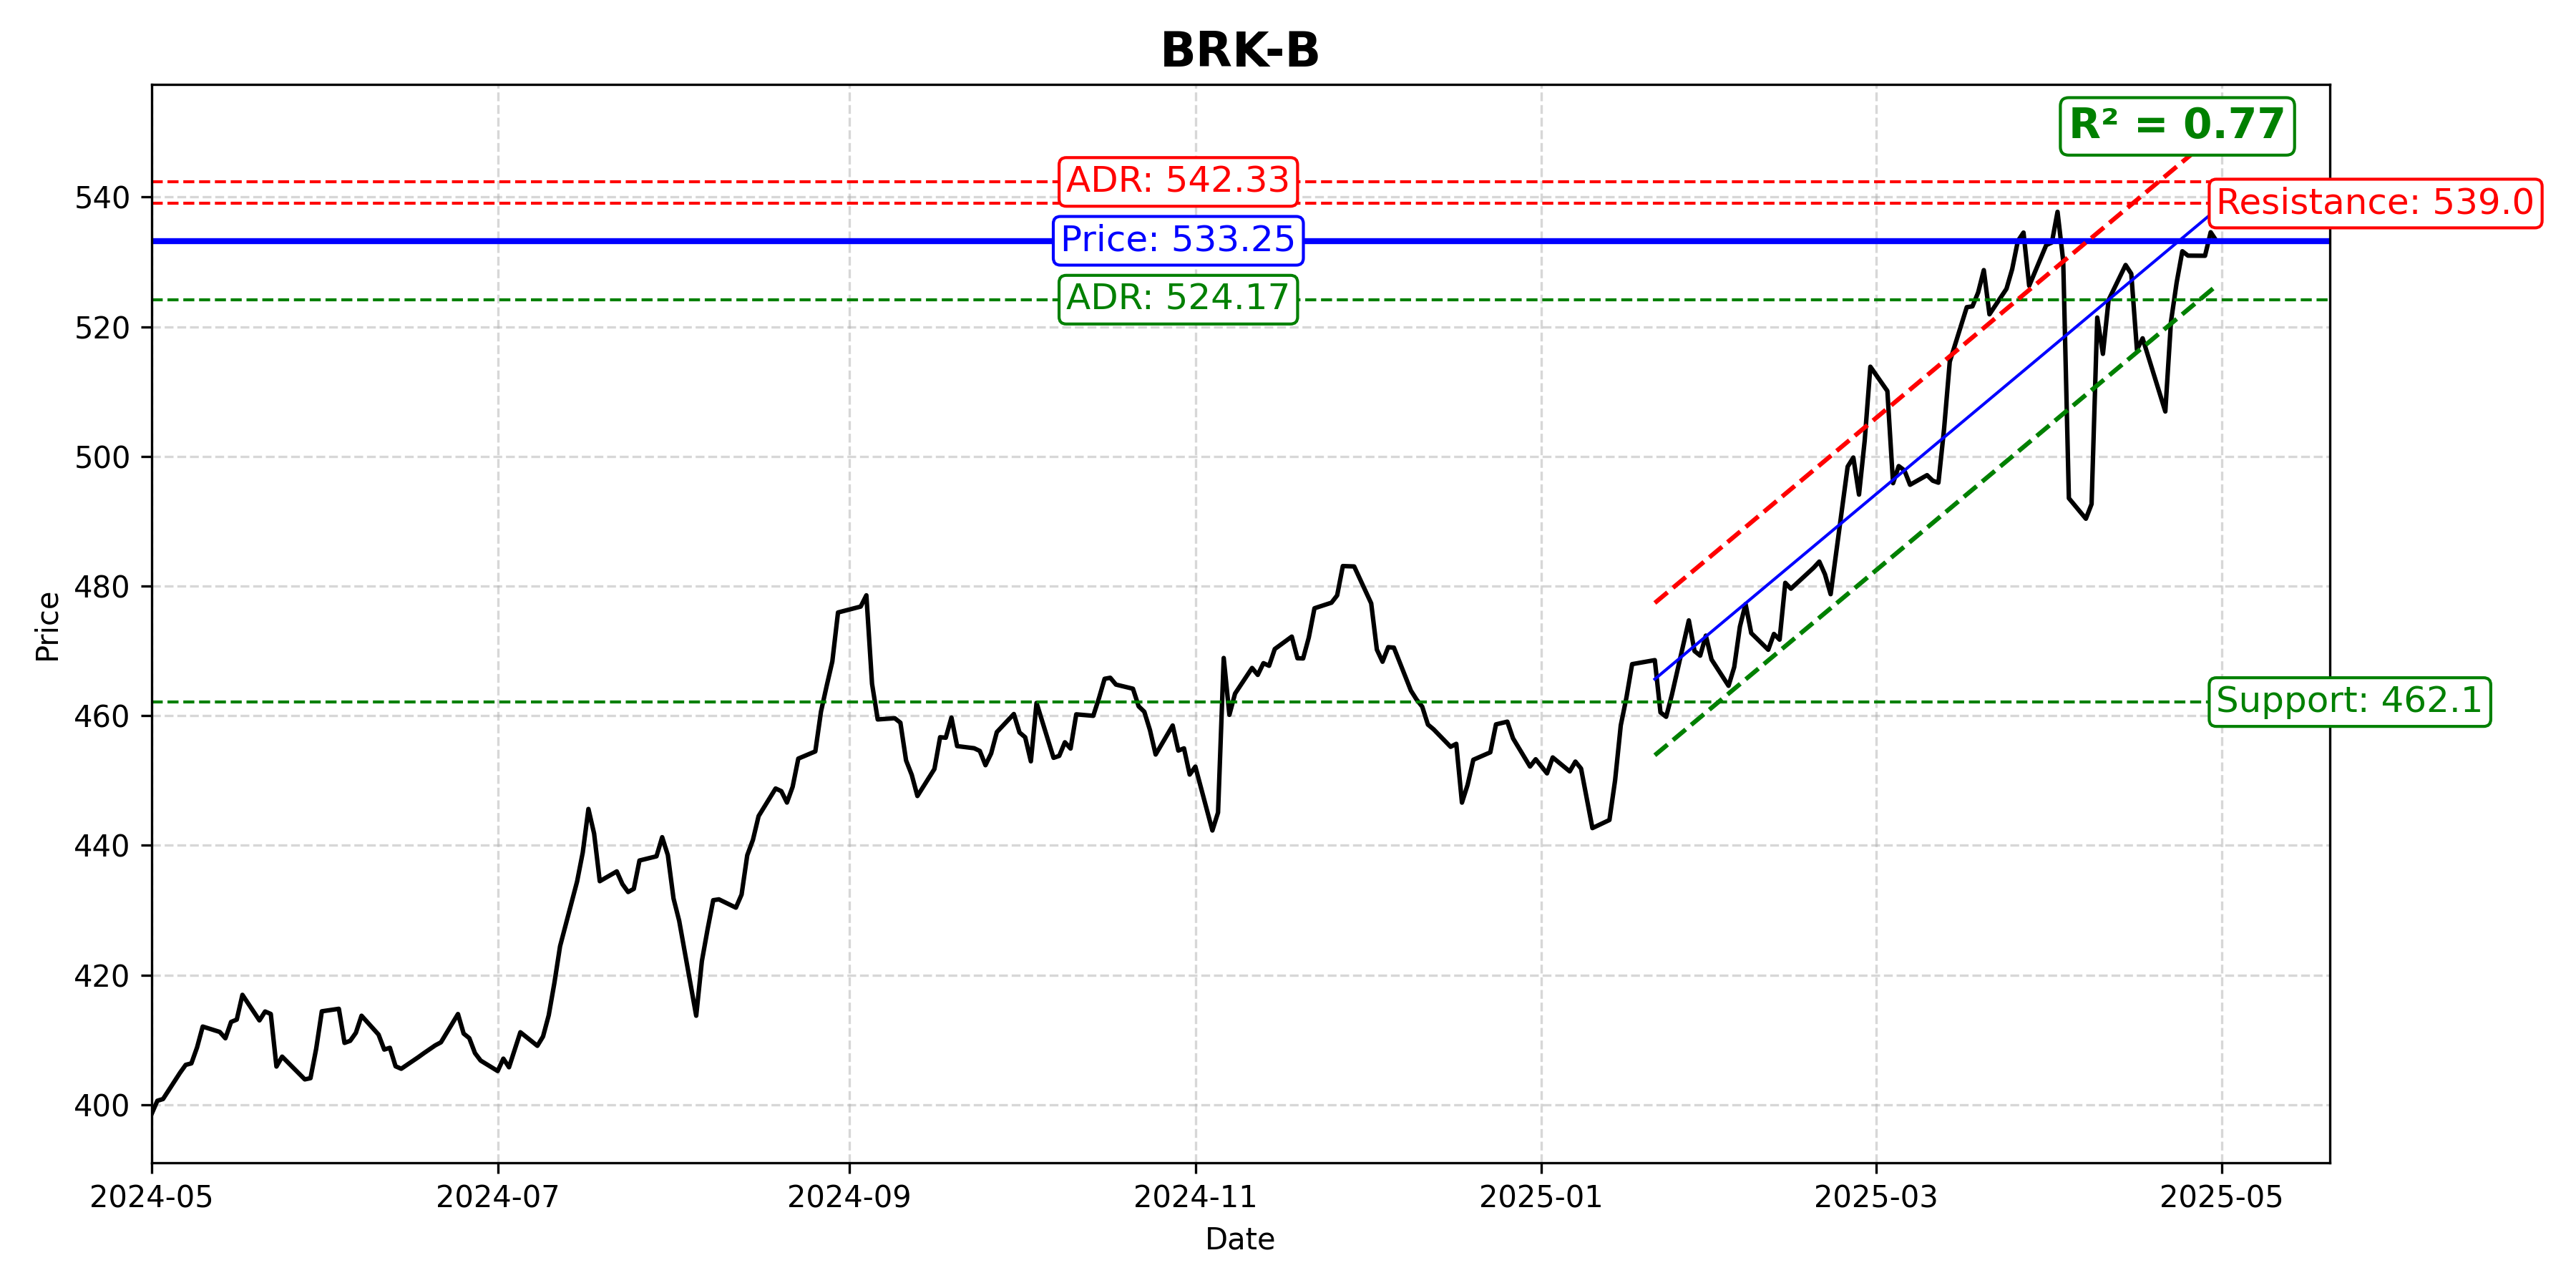 BRK-B
R² = 0.77
ADR: 542.33
Resistance: 539.0
Price: 533.25
ADR: 524.17
Support: 462.1
540
520
500
480
460
440
420
400
Price
2024-05
2024-07
2024-09
2024-11
2025-01
2025-03
2025-05
Date